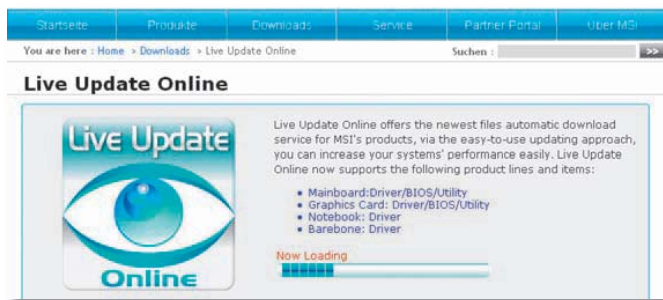 Startseite Produkte Downloads Service Partner Portal Über MSI
You are here : Home > Downloads > Live Update Online Suchen : >>
Live Update Online
Live Update
Online
Live Update Online offers the newest files automatic download
service for MSI's products, via the easy-to-use updating approach,
you can increase your systems' performance easily. Live Update
Online now supports the following product lines and items:
• Mainboard:Driver/BIOS/Utility
• Graphics Card: Driver/BIOS/Utility
• Notebook: Driver
• Barebone: Driver
Now Loading